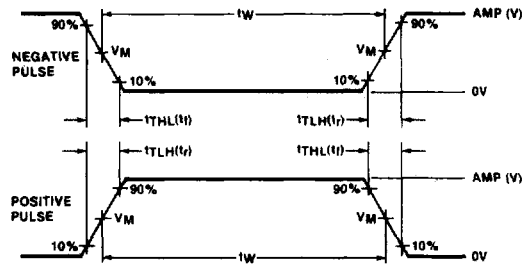 tW
AMP (V)
90%
90%
NEGATIVE
PULSE
VM
VM
10%
10%
0V
tTHL(tf)
tTLH(tr)
tTLH(tr)
tTHL(tf)
AMP (V)
90%
90%
POSITIVE
PULSE
VM
VM
10%
10%
tW
0V